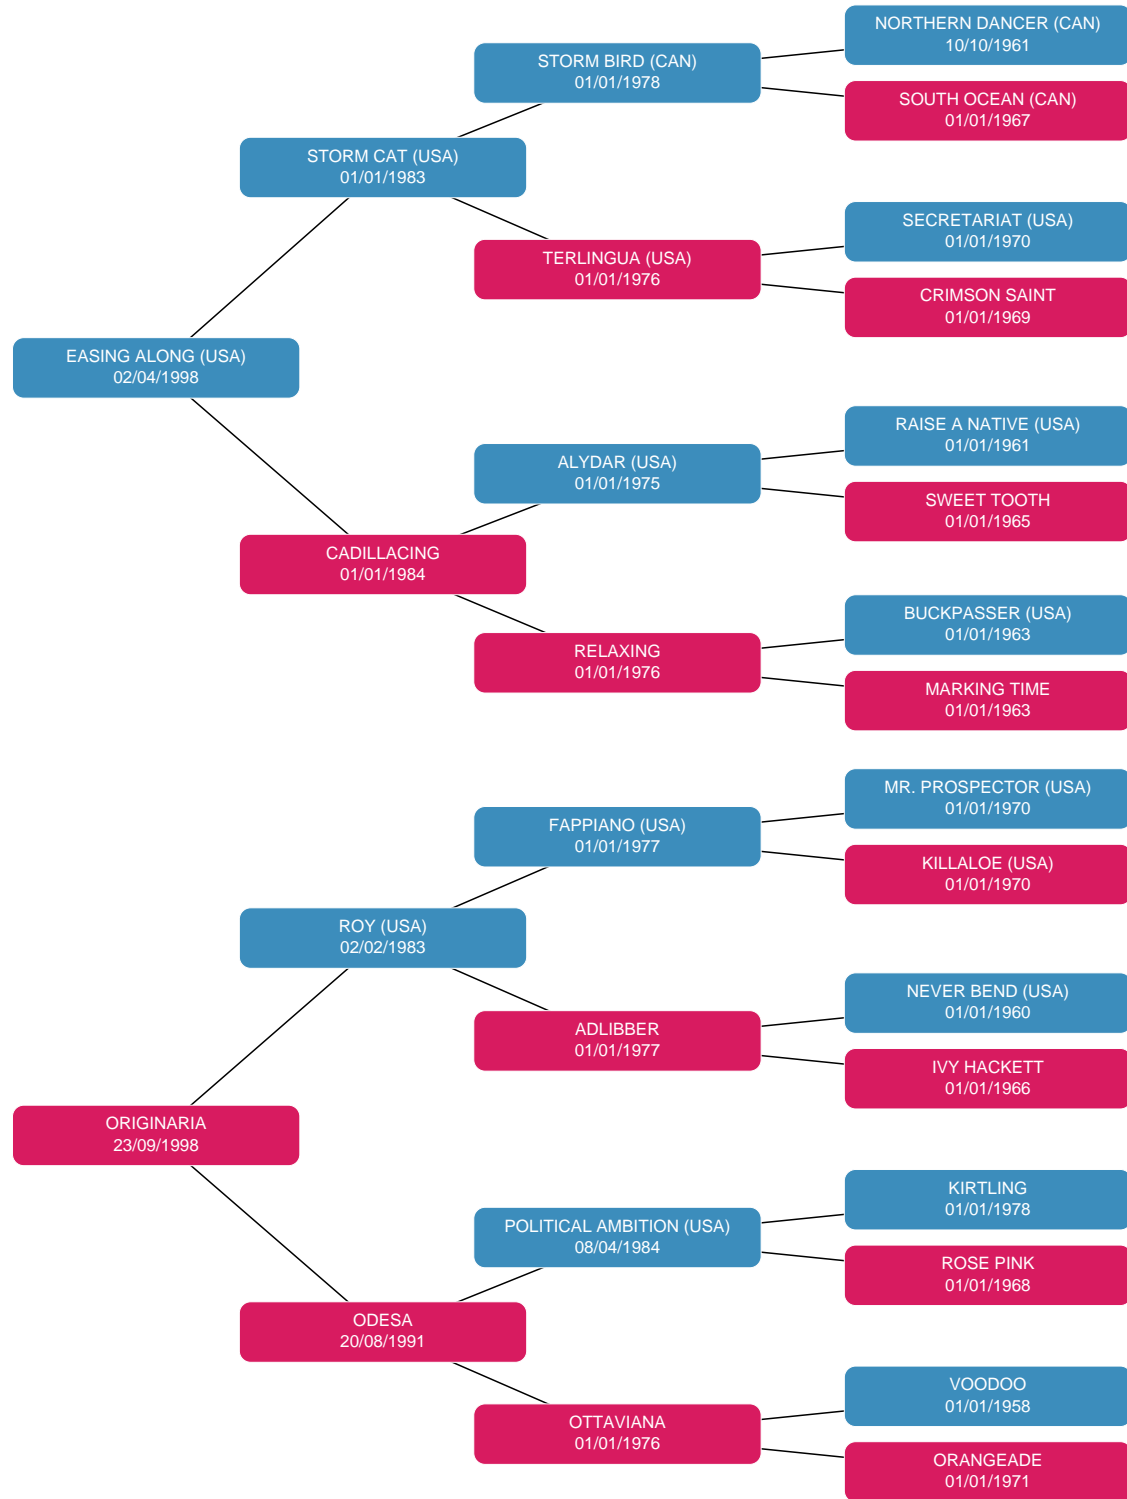 NORTHERN DANCER (CAN)
10/10/1961
STORM BIRD (CAN)
01/01/1978
SOUTH OCEAN (CAN)
01/01/1967
STORM CAT (USA)
01/01/1983
SECRETARIAT (USA)
01/01/1970
TERLINGUA (USA)
01/01/1976
CRIMSON SAINT
01/01/1969
EASING ALONG (USA)
02/04/1998
RAISE A NATIVE (USA)
01/01/1961
ALYDAR (USA)
01/01/1975
SWEET TOOTH
01/01/1965
CADILLACING
01/01/1984
BUCKPASSER (USA)
01/01/1963
RELAXING
01/01/1976
MARKING TIME
01/01/1963
MR. PROSPECTOR (USA)
01/01/1970
FAPPIANO (USA)
01/01/1977
KILLALOE (USA)
01/01/1970
ROY (USA)
02/02/1983
NEVER BEND (USA)
01/01/1960
ADLIBBER
01/01/1977
IVY HACKETT
01/01/1966
ORIGINARIA
23/09/1998
KIRTLING
01/01/1978
POLITICAL AMBITION (USA)
08/04/1984
ROSE PINK
01/01/1968
ODESA
20/08/1991
VOODOO
01/01/1958
OTTAVIANA
01/01/1976
ORANGEADE
01/01/1971